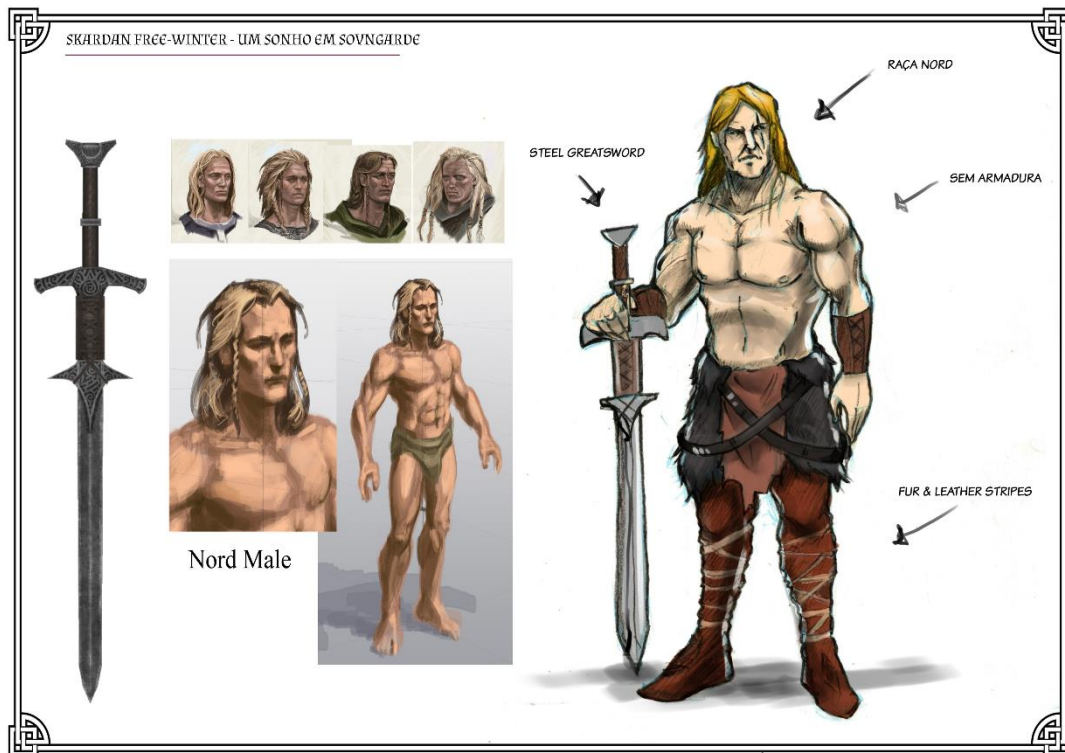 SKARDAN FREE-WINTER - UM SONHO EM SOVNGARDE
RAÇA NORD
STEEL GREATSWORD
SEM ARMADURA
FUR & LEATHER STRIPES
Nord Male